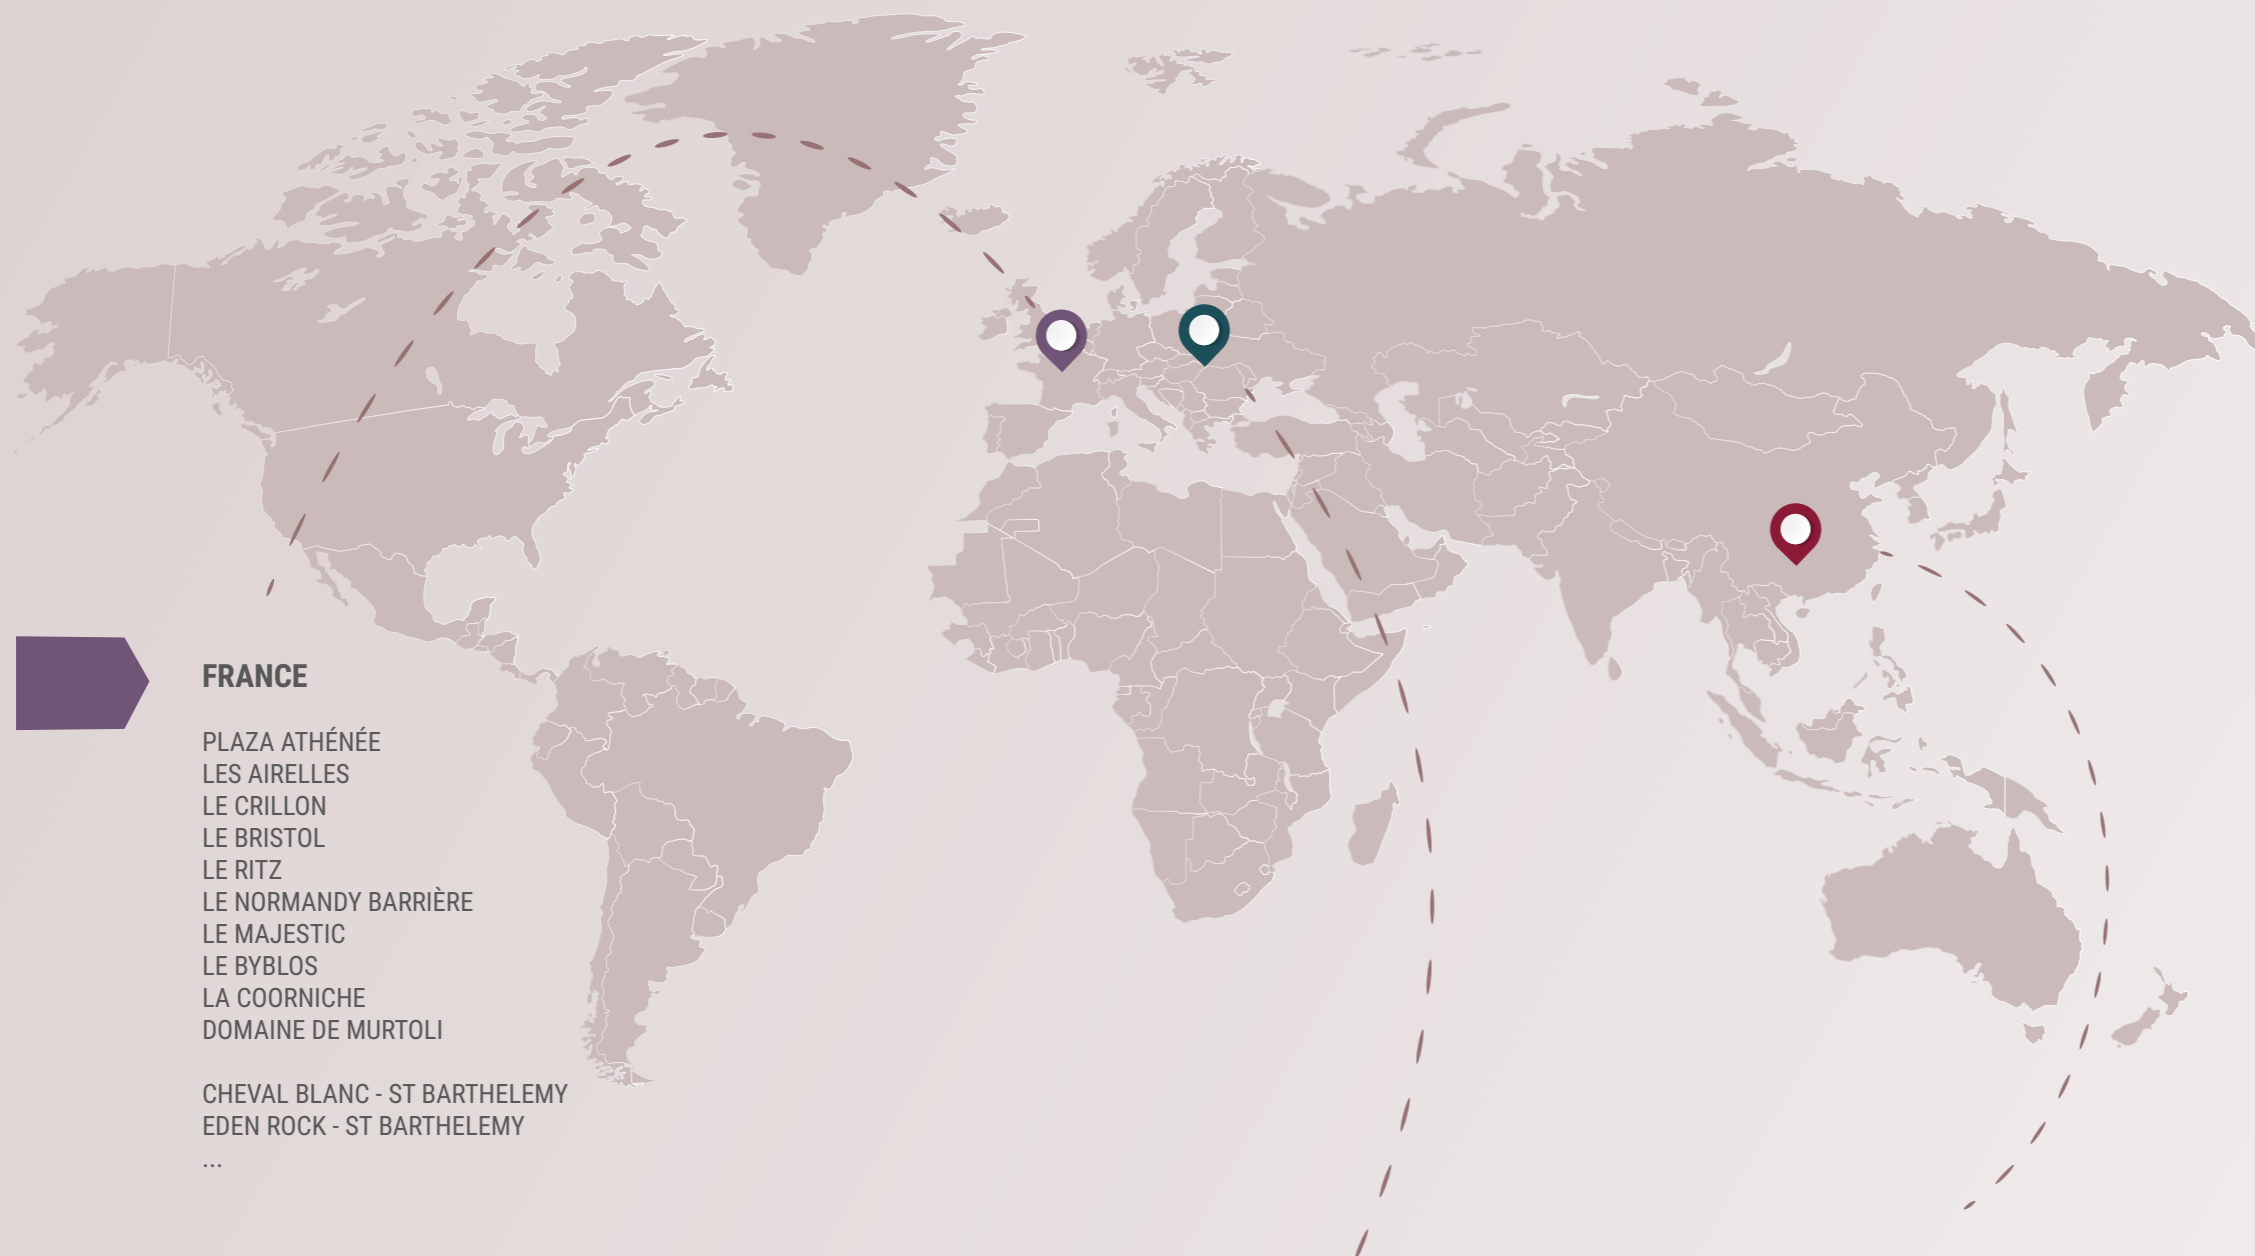 FRANCE
PLAZA ATHÉNÉE
LES AIRELLES
LE CRILLON
LE BRISTOL
LE RITZ
LE NORMANDY BARRIÈRE
LE MAJESTIC
LE BYBLOS
LA COORNICHE
DOMAINE DE MURTOLI
CHEVAL BLANC - ST BARTHELEMY
EDEN ROCK - ST BARTHELEMY
...